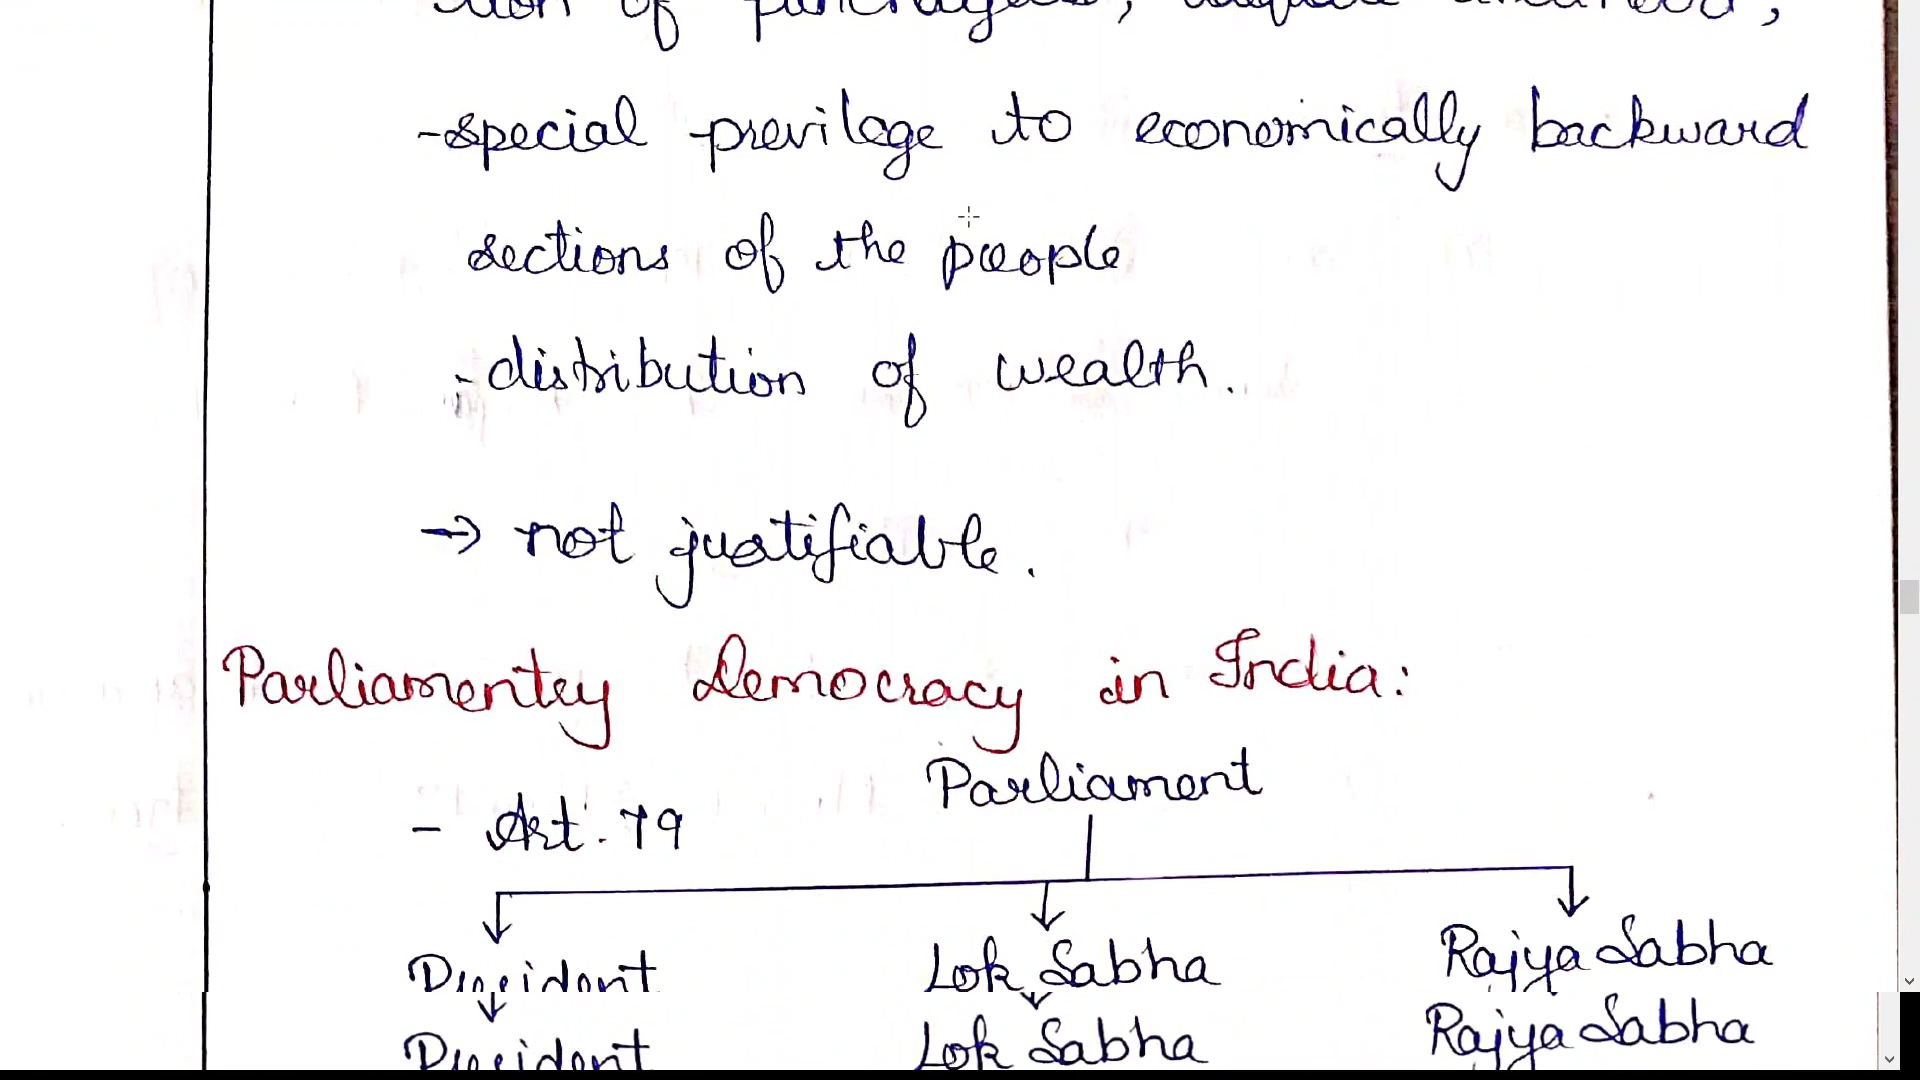 of
-special previlage to economically backward
sections of the people
-distribution of wealth.
→ not justifiable.
Parliamentry Democracy in India:
Parliament
- Art. 79
Lok Sabha
Rajya Sabha
Lok Sabha
Rajya Sabha